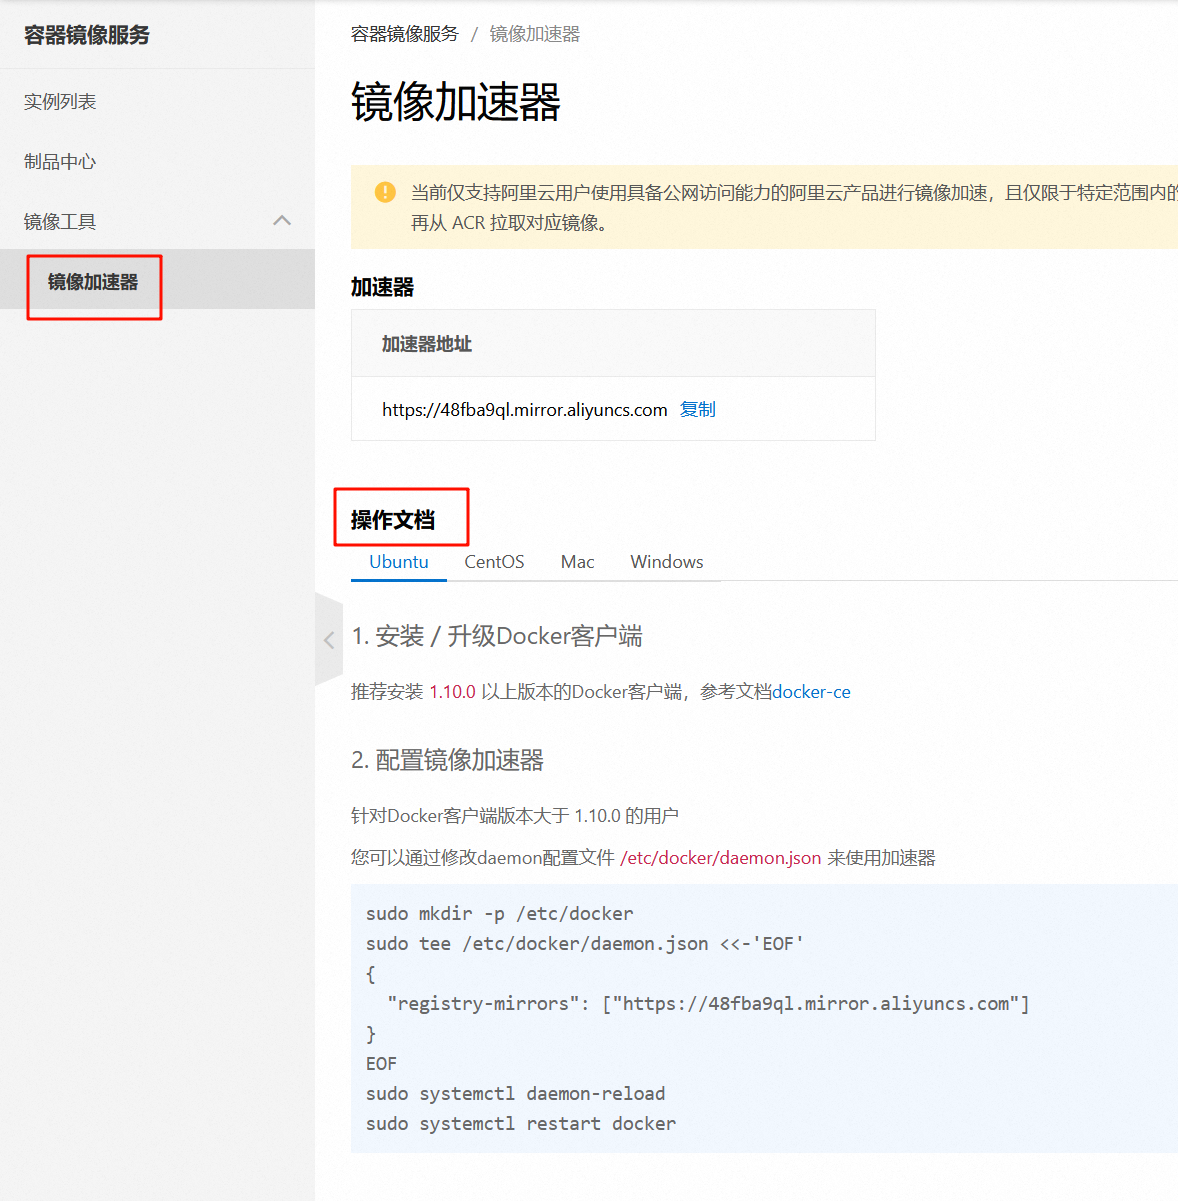 容器镜像服务
实例列表
制品中心
镜像工具
镜像加速器
容器镜像服务 / 镜像加速器
镜像加速器
当前仅支持阿里云用户使用具备公网访问能力的阿里云产品进行镜像加速，且仅限于特定范围内的
再从 ACR 拉取对应镜像。
加速器
加速器地址
https://48fba9ql.mirror.aliyuncs.com 复制
操作文档
Ubuntu CentOS Mac Windows
1. 安装 / 升级Docker客户端
推荐安装 1.10.0 以上版本的Docker客户端，参考文档docker-ce
2. 配置镜像加速器
针对Docker客户端版本大于 1.10.0 的用户
您可以通过修改daemon配置文件 /etc/docker/daemon.json 来使用加速器
sudo mkdir -p /etc/docker
sudo tee /etc/docker/daemon.json <<-'EOF'
{
  "registry-mirrors": ["https://48fba9ql.mirror.aliyuncs.com"]
}
EOF
sudo systemctl daemon-reload
sudo systemctl restart docker